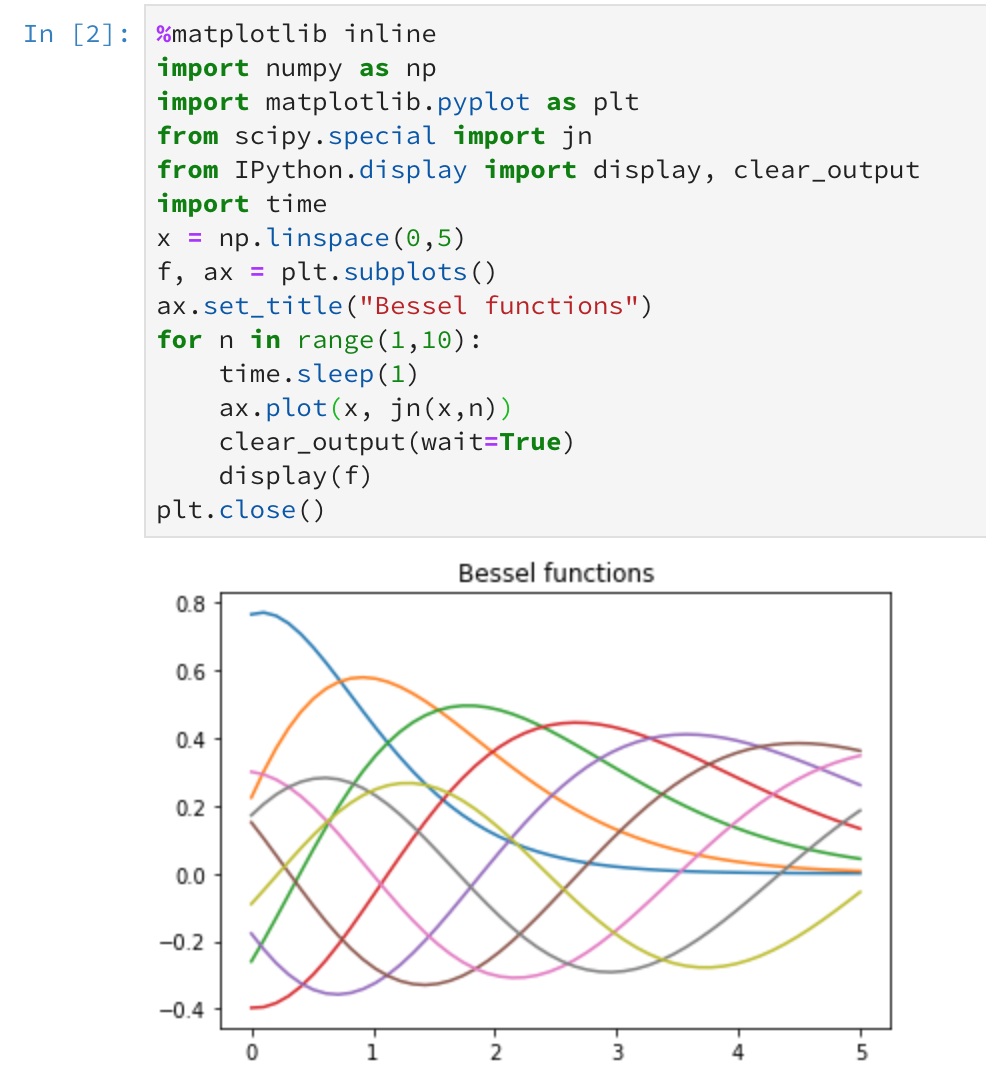 In [2]:
%matplotlib inline
import numpy as np
import matplotlib.pyplot as plt
from scipy.special import jn
from IPython.display import display, clear_output
import time
x = np.linspace(0,5)
f, ax = plt.subplots()
ax.set_title("Bessel functions")
for n in range(1,10):
    time.sleep(1)
    ax.plot(x, jn(x,n))
    clear_output(wait=True)
    display(f)
plt.close()
Bessel functions
0.8
0.6
0.4
0.2
0.0
−0.2
−0.4
0 1 2 3 4 5